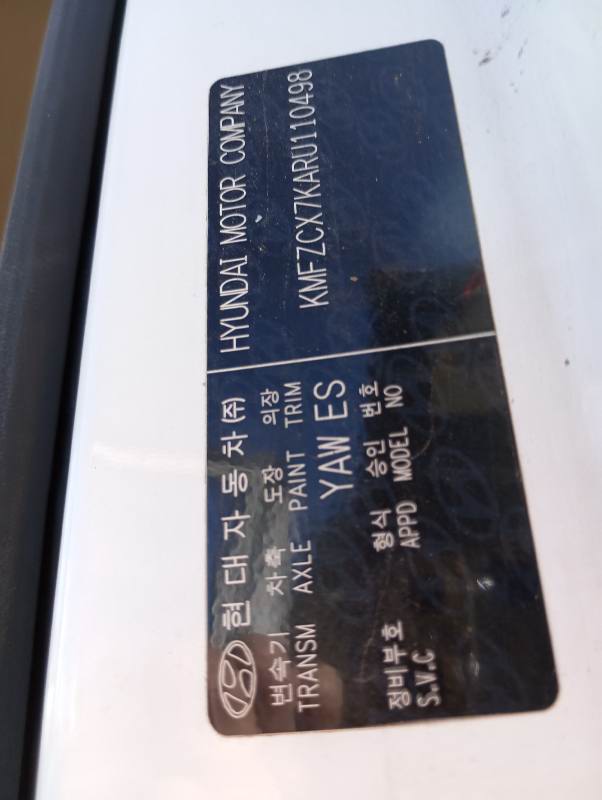 현대자동차(주) HYUNDAI MOTOR COMPANY
변속기 차축 도장 의장
TRANSM AXLE PAINT TRIM
KMFZCX7KARU110498
YAW ES
정비부호 형식 승인 번호
S.V.C APPD MODEL NO